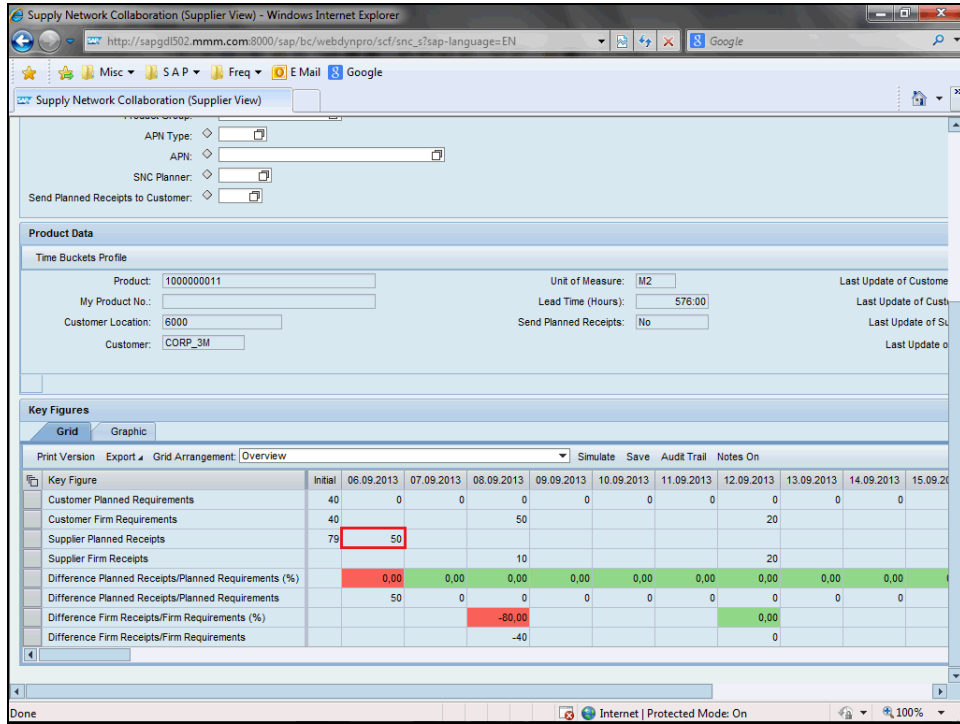 Supply Network Collaboration (Supplier View) - Windows Internet Explorer
http://sapgdl502.mmm.com:8000/sap/bc/webdynpro/scf/snc_s?sap-language=EN
Google
Misc SAP Freq E Mail Google
Supply Network Collaboration (Supplier View)
Product Group:
APN Type:
APN:
SNC Planner:
Send Planned Receipts to Customer:
Product Data
Time Buckets Profile
Product: 1000000011 Unit of Measure: M2 Last Update of Custome
My Product No.: Lead Time (Hours): 576:00 Last Update of Cust
Customer Location: 6000 Send Planned Receipts: No Last Update of Su
Customer: CORP_3M Last Update o
Key Figures
Grid Graphic
Print Version Export Grid Arrangement: Overview Simulate Save Audit Trail Notes On
Key Figure Initial 06.09.2013 07.09.2013 08.09.2013 09.09.2013 10.09.2013 11.09.2013 12.09.2013 13.09.2013 14.09.2013 15.09.20
Customer Planned Requirements 40 0 0 0 0 0 0 0 0 0
Customer Firm Requirements 40 50 20
Supplier Planned Receipts 79 50
Supplier Firm Receipts 10 20
Difference Planned Receipts/Planned Requirements (%) 0,00 0,00 0,00 0,00 0,00 0,00 0,00 0,00 0,00
Difference Planned Receipts/Planned Requirements 50 0 0 0 0 0 0 0 0
Difference Firm Receipts/Firm Requirements (%) -80,00 0,00
Difference Firm Receipts/Firm Requirements -40 0
Done Internet | Protected Mode: On 100%